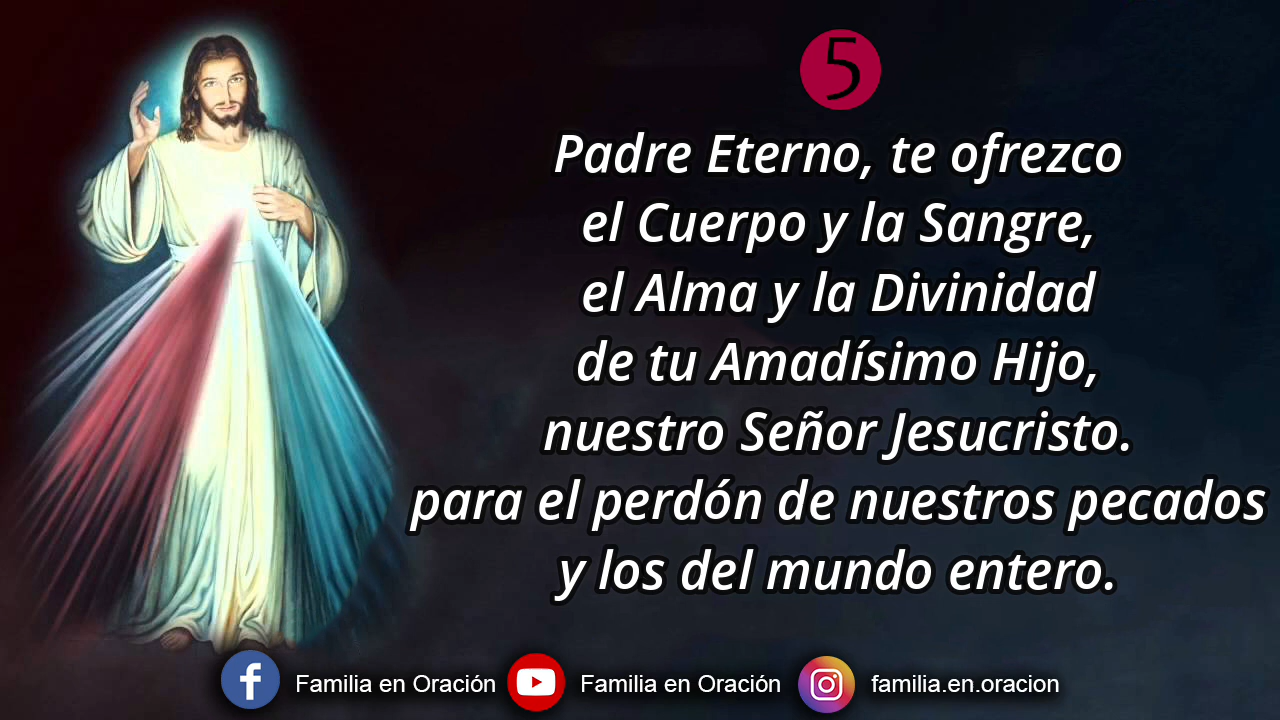 5
Padre Eterno, te ofrezco
el Cuerpo y la Sangre,
el Alma y la Divinidad
de tu Amadísimo Hijo,
nuestro Señor Jesucristo.
para el perdón de nuestros pecados
y los del mundo entero.
Familia en Oración Familia en Oración familia.en.oracion